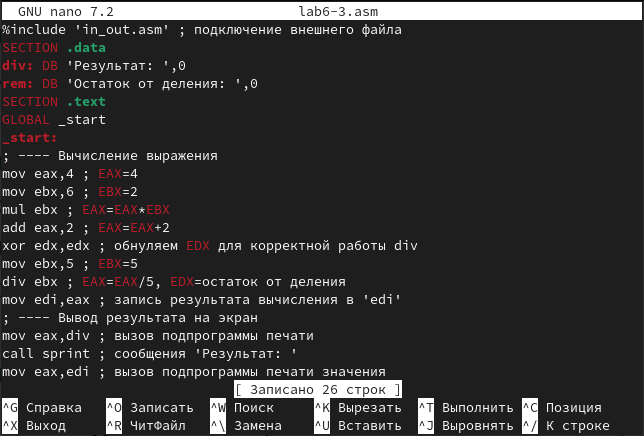 GNU nano 7.2 lab6-3.asm
%include 'in_out.asm' ; подключение внешнего файла
SECTION .data
div: DB 'Результат: ',0
rem: DB 'Остаток от деления: ',0
SECTION .text
GLOBAL _start
_start:
; ---- Вычисление выражения
mov eax,4 ; EAX=4
mov ebx,6 ; EBX=2
mul ebx ; EAX=EAX*EBX
add eax,2 ; EAX=EAX+2
xor edx,edx ; обнуляем EDX для корректной работы div
mov ebx,5 ; EBX=5
div ebx ; EAX=EAX/5, EDX=остаток от деления
mov edi,eax ; запись результата вычисления в 'edi'
; ---- Вывод результата на экран
mov eax,div ; вызов подпрограммы печати
call sprint ; сообщения 'Результат: '
mov eax,edi ; вызов подпрограммы печати значения
[ Записано 26 строк ]
^G Справка ^O Записать ^W Поиск ^K Вырезать ^T Выполнить ^C Позиция
^X Выход ^R ЧитФайл ^\ Замена ^U Вставить ^J Выровнять ^/ К строке